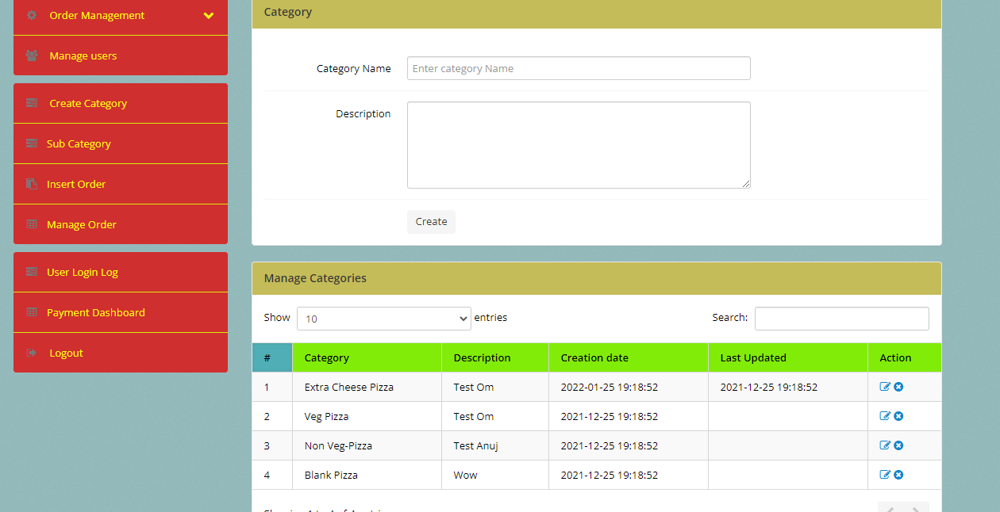 Order Management
Manage users
Create Category
Sub Category
Insert Order
Manage Order
User Login Log
Payment Dashboard
Logout
Category
Category Name Enter category Name
Description
Create
Manage Categories
Show 10 entries Search:
# Category Description Creation date Last Updated Action
1 Extra Cheese Pizza Test Om 2022-01-25 19:18:52 2021-12-25 19:18:52
2 Veg Pizza Test Om 2021-12-25 19:18:52
3 Non Veg-Pizza Test Anuj 2021-12-25 19:18:52
4 Blank Pizza Wow 2021-12-25 19:18:52